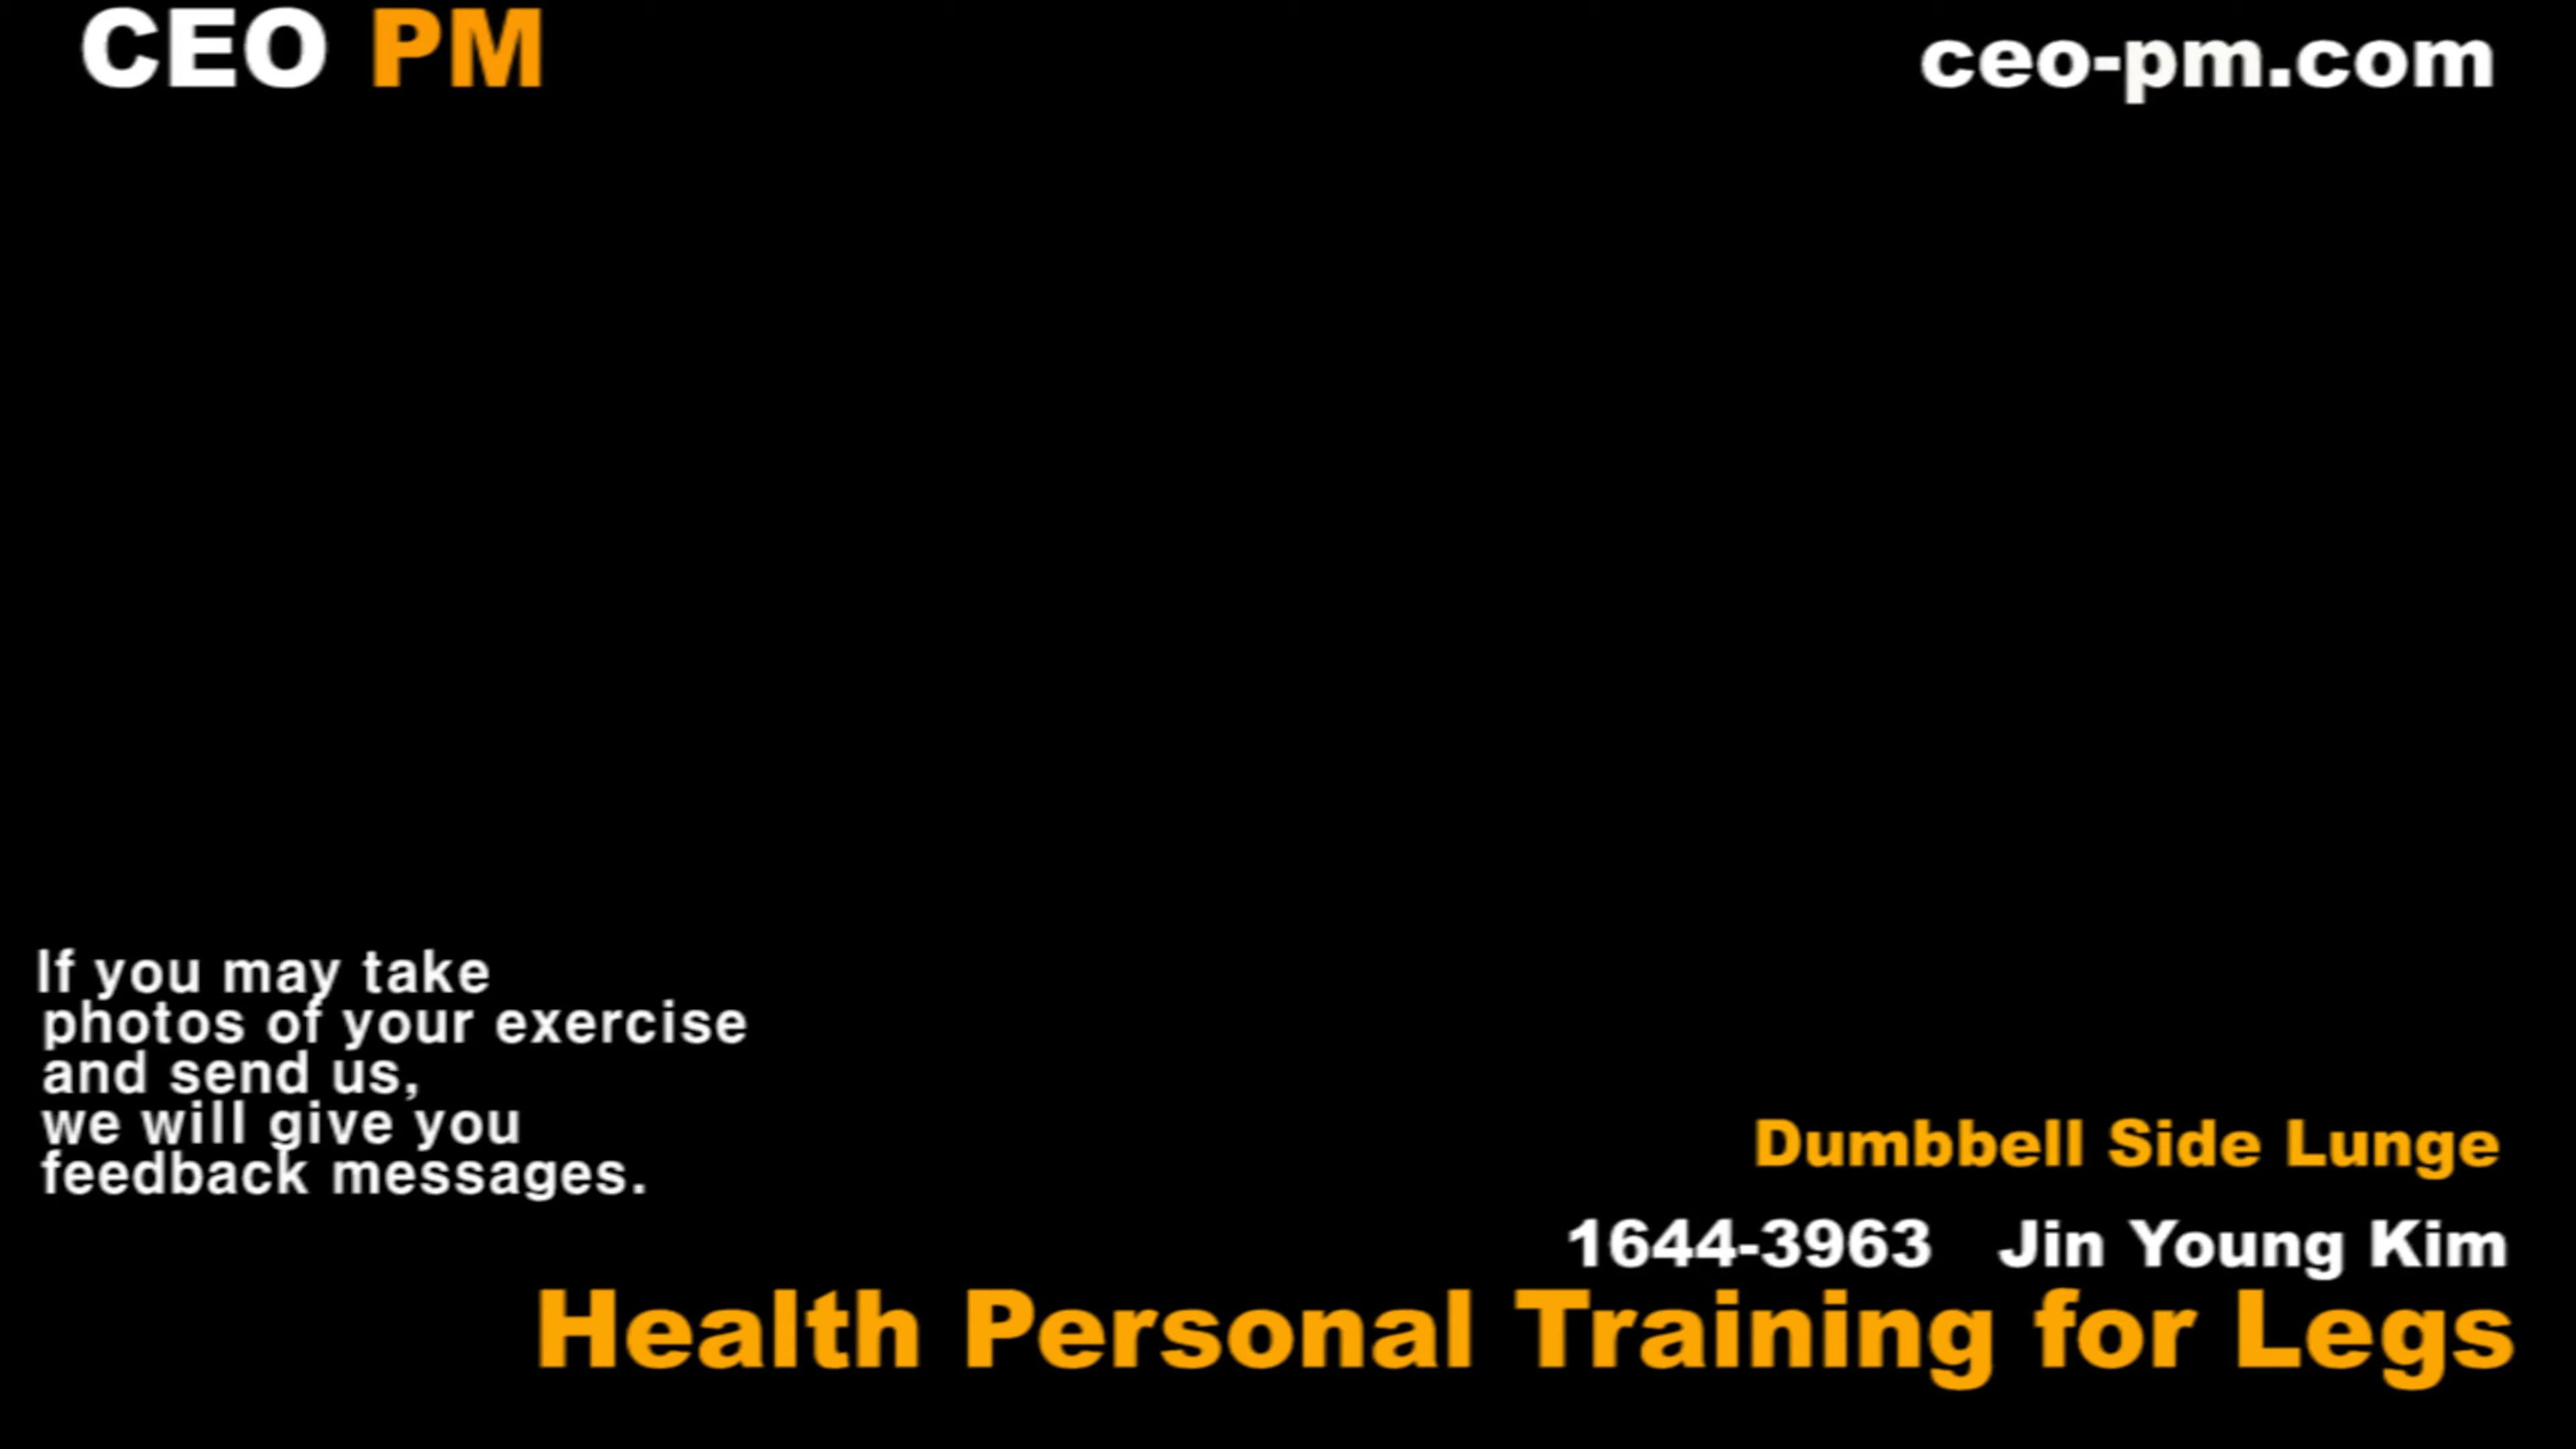 CEO PM
ceo-pm.com
If you may take
photos of your exercise
and send us,
we will give you
feedback messages.
Dumbbell Side Lunge
1644-3963 Jin Young Kim
Health Personal Training for Legs